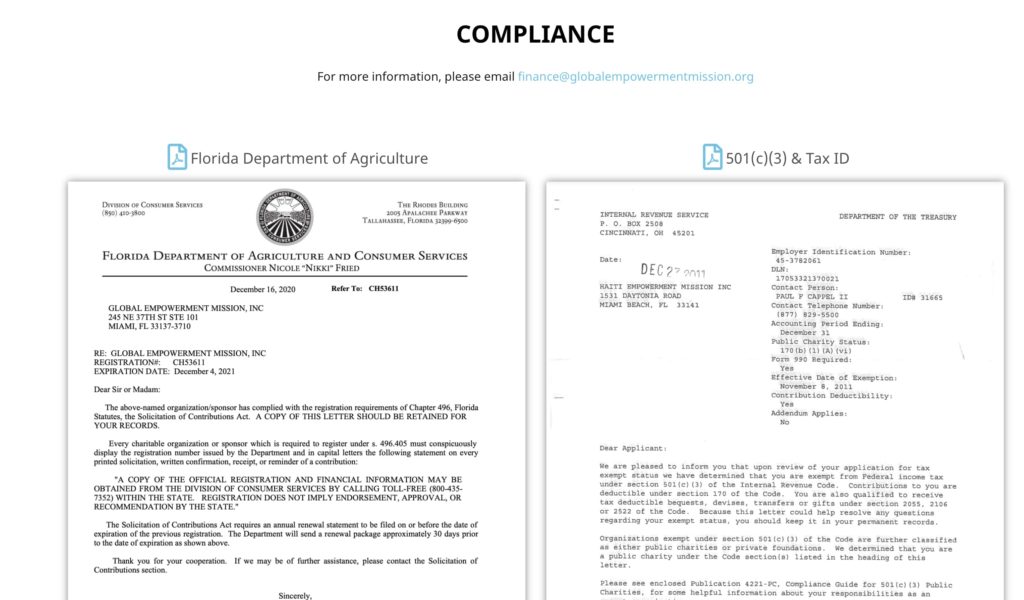 COMPLIANCE
For more information, please email finance@globalempowermentmission.org
Florida Department of Agriculture
DIVISION OF CONSUMER SERVICES
(850) 410-3800
THE RHODES BUILDING
2005 APALACHEE PARKWAY
TALLAHASSEE, FLORIDA 32399-6500
FLORIDA DEPARTMENT OF AGRICULTURE AND CONSUMER SERVICES
COMMISSIONER NICOLE "NIKKI" FRIED
December 16, 2020 Refer To: CH53611
GLOBAL EMPOWERMENT MISSION, INC
245 NE 37TH ST STE 101
MIAMI, FL 33137-3710
RE: GLOBAL EMPOWERMENT MISSION, INC
REGISTRATION#: CH53611
EXPIRATION DATE: December 4, 2021
Dear Sir or Madam:
The above-named organization/sponsor has complied with the registration requirements of Chapter 496, Florida
Statutes, the Solicitation of Contributions Act. A COPY OF THIS LETTER SHOULD BE RETAINED FOR
YOUR RECORDS.
Every charitable organization or sponsor which is required to register under s. 496.405 must conspicuously
display the registration number issued by the Department and in capital letters the following statement on every
printed solicitation, written confirmation, receipt, or reminder of a contribution:
"A COPY OF THE OFFICIAL REGISTRATION AND FINANCIAL INFORMATION MAY BE
OBTAINED FROM THE DIVISION OF CONSUMER SERVICES BY CALLING TOLL-FREE (800-435-
7352) WITHIN THE STATE. REGISTRATION DOES NOT IMPLY ENDORSEMENT, APPROVAL, OR
RECOMMENDATION BY THE STATE."
The Solicitation of Contributions Act requires an annual renewal statement to be filed on or before the date of
expiration of the previous registration. The Department will send a renewal package approximately 30 days prior
to the date of expiration as shown above.
Thank you for your cooperation. If we may be of further assistance, please contact the Solicitation of
Contributions section.
Sincerely,
501(c)(3) & Tax ID
INTERNAL REVENUE SERVICE
P. O. BOX 2508
CINCINNATI, OH 45201
DEPARTMENT OF THE TREASURY
Date: DEC 27 2011
HAITI EMPOWERMENT MISSION INC
1531 DAYTONIA ROAD
MIAMI BEACH, FL 33141
Employer Identification Number:
45-3782061
DLN:
17053321370021
Contact Person:
PAUL F CAPPEL II ID# 31665
Contact Telephone Number:
(877) 829-5500
Accounting Period Ending:
December 31
Public Charity Status:
170(b)(1)(A)(vi)
Form 990 Required:
Yes
Effective Date of Exemption:
November 8, 2011
Contribution Deductibility:
Yes
Addendum Applies:
No
Dear Applicant:
We are pleased to inform you that upon review of your application for tax
exempt status we have determined that you are exempt from Federal income tax
under section 501(c)(3) of the Internal Revenue Code. Contributions to you are
deductible under section 170 of the Code. You are also qualified to receive
tax deductible bequests, devises, transfers or gifts under section 2055, 2106
or 2522 of the Code. Because this letter could help resolve any questions
regarding your exempt status, you should keep it in your permanent records.
Organizations exempt under section 501(c)(3) of the Code are further classified
as either public charities or private foundations. We determined that you are
a public charity under the Code section(s) listed in the heading of this
letter.
Please see enclosed Publication 4221-PC, Compliance Guide for 501(c)(3) Public
Charities, for some helpful information about your responsibilities as an